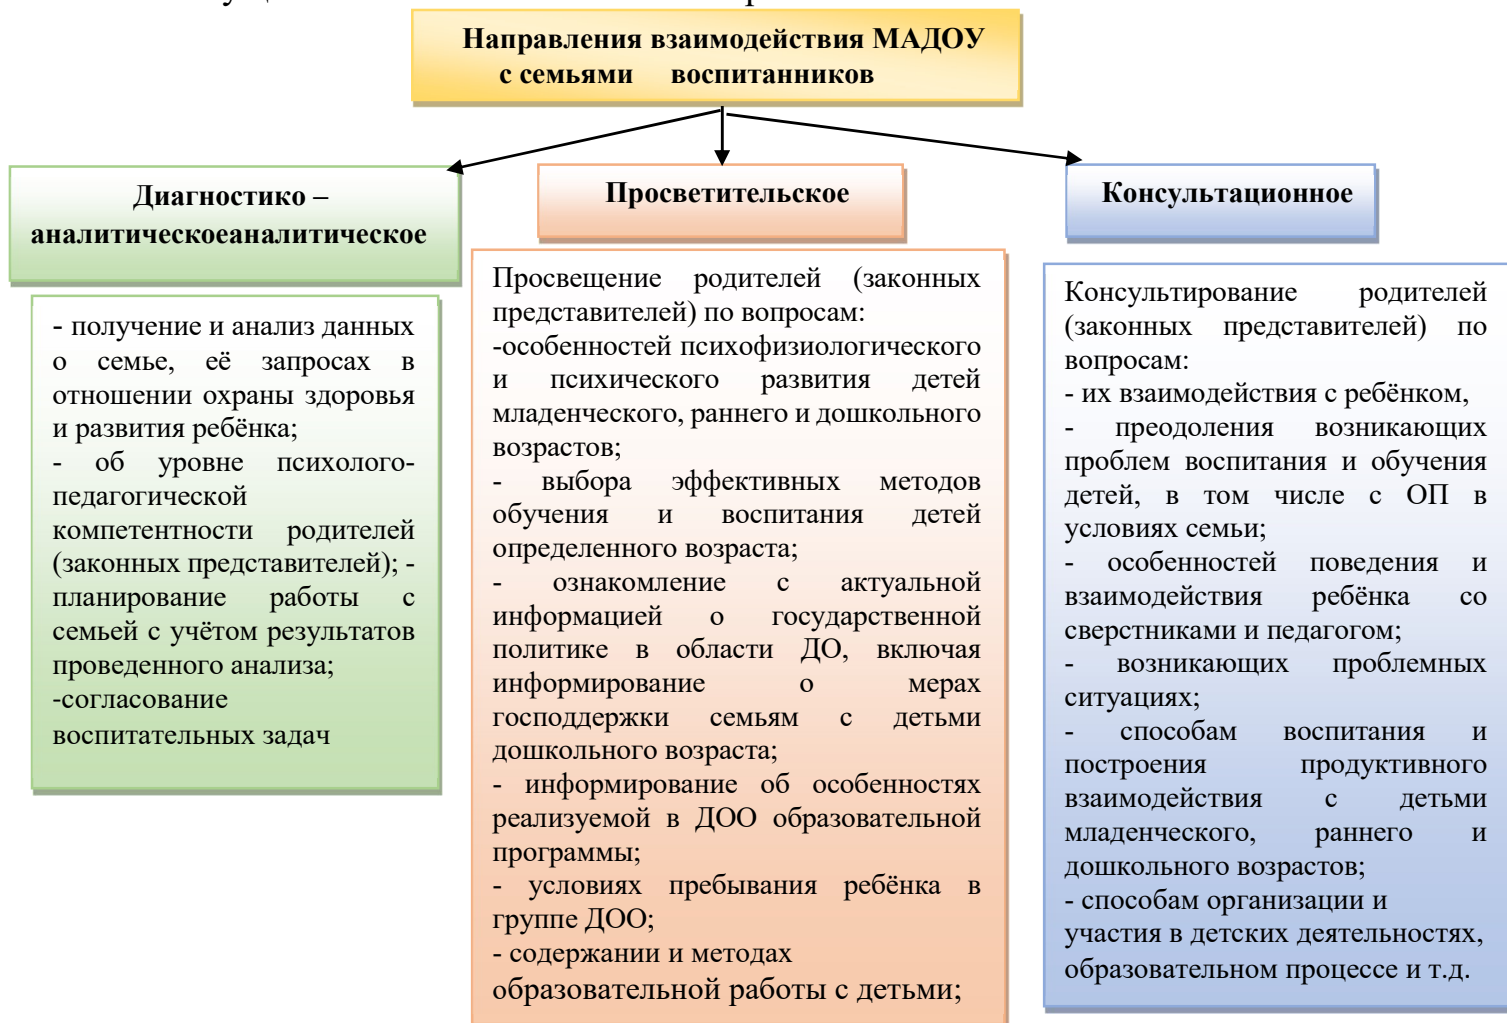 Направления взаимодействия МАДОУ
с семьями воспитанников
Диагностико –
аналитическоеаналитическое
- получение и анализ данных
о семье, её запросах в
отношении охраны здоровья
и развития ребёнка;
- об уровне психолого-
педагогической
компетентности родителей
(законных представителей); -
планирование работы с
семьей с учётом результатов
проведенного анализа;
-согласование
воспитательных задач
Просветительское
Просвещение родителей (законных
представителей) по вопросам:
-особенностей психофизиологического
и психического развития детей
младенческого, раннего и дошкольного
возрастов;
- выбора эффективных методов
обучения и воспитания детей
определенного возраста;
- ознакомление с актуальной
информацией о государственной
политике в области ДО, включая
информирование о мерах
господдержки семьям с детьми
дошкольного возраста;
- информирование об особенностях
реализуемой в ДОО образовательной
программы;
- условиях пребывания ребёнка в
группе ДОО;
- содержании и методах
образовательной работы с детьми;
Консультационное
Консультирование родителей
(законных представителей) по
вопросам:
- их взаимодействия с ребёнком,
- преодоления возникающих
проблем воспитания и обучения
детей, в том числе с ОП в
условиях семьи;
- особенностей поведения и
взаимодействия ребёнка со
сверстниками и педагогом;
- возникающих проблемных
ситуациях;
- способам воспитания и
построения продуктивного
взаимодействия с детьми
младенческого, раннего и
дошкольного возрастов;
- способам организации и
участия в детских деятельностях,
образовательном процессе и т.д.